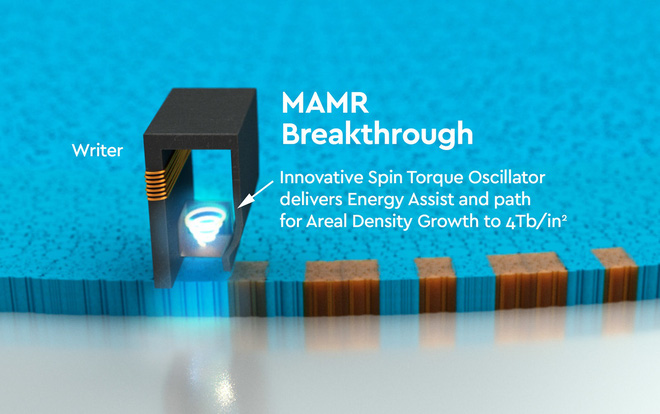 MAMR
Breakthrough
Writer
Innovative Spin Torque Oscillator
delivers Energy Assist and path
for Areal Density Growth to 4Tb/in²